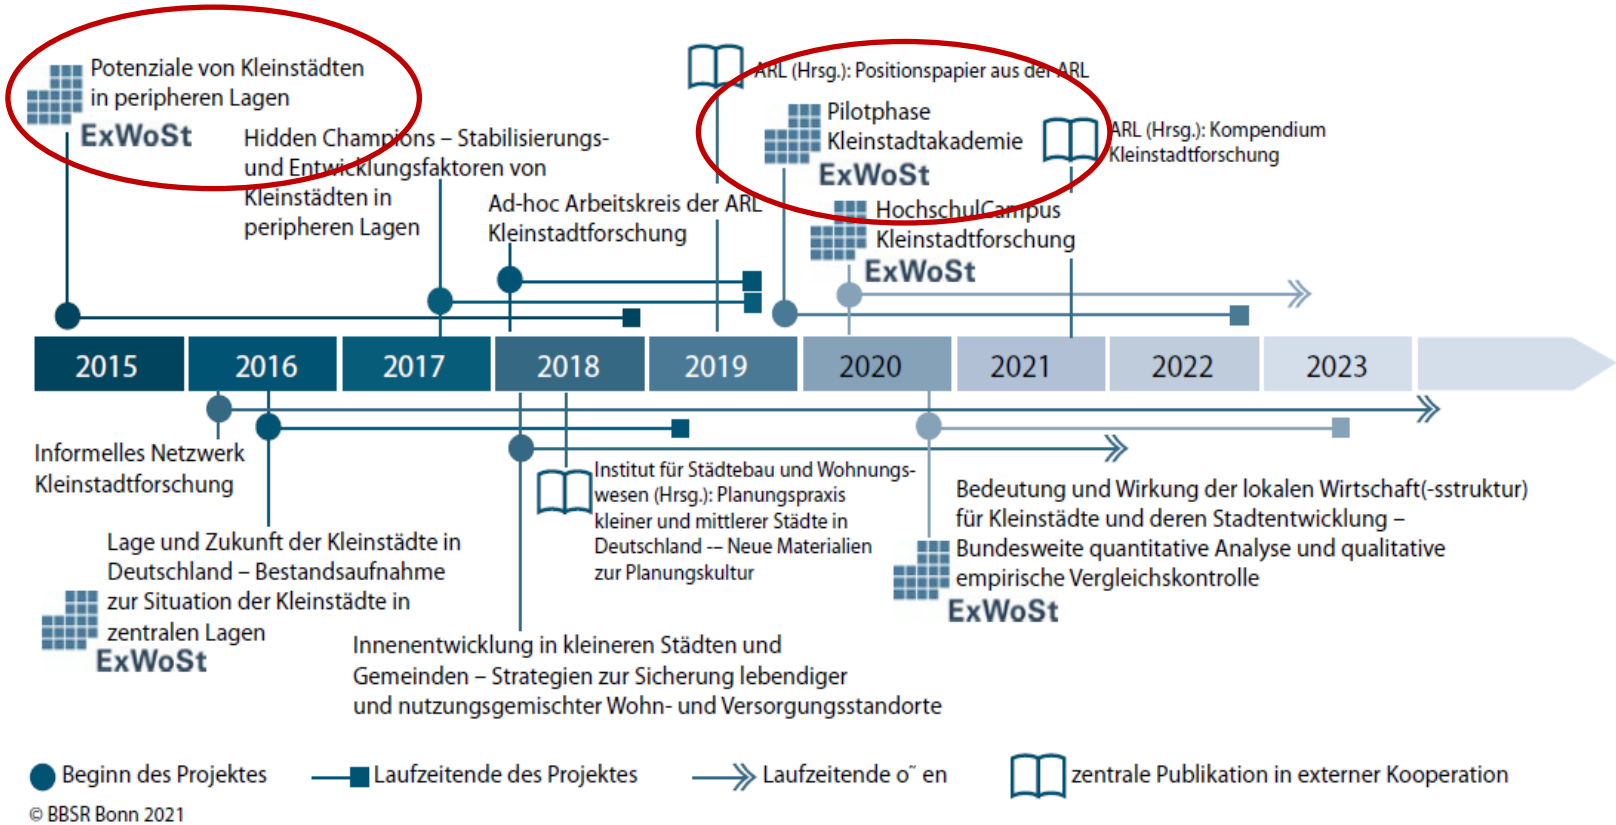 Potenziale von Kleinstädten
in peripheren Lagen
ExWoSt
Hidden Champions – Stabilisierungs-
und Entwicklungsfaktoren von
Kleinstädten in
peripheren Lagen
Ad-hoc Arbeitskreis der ARL
Kleinstadtforschung
ARL (Hrsg.): Positionspapier aus der ARL
Pilotphase
Kleinstadtakademie
ExWoSt
ARL (Hrsg.): Kompendium
Kleinstadtforschung
HochschulCampus
Kleinstadtforschung
ExWoSt
2015
2016
2017
2018
2019
2020
2021
2022
2023
Informelles Netzwerk
Kleinstadtforschung
Lage und Zukunft der Kleinstädte in
Deutschland – Bestandsaufnahme
zur Situation der Kleinstädte in
zentralen Lagen
ExWoSt
Innenentwicklung in kleineren Städten und
Gemeinden – Strategien zur Sicherung lebendiger
und nutzungsgemischter Wohn- und Versorgungsstandorte
Institut für Städtebau und Wohnungs-
wesen (Hrsg.): Planungspraxis
kleiner und mittlerer Städte in
Deutschland -– Neue Materialien
zur Planungskultur
Bedeutung und Wirkung der lokalen Wirtschaft(-sstruktur)
für Kleinstädte und deren Stadtentwicklung –
Bundesweite quantitative Analyse und qualitative
empirische Vergleichskontrolle
ExWoSt
Beginn des Projektes
Laufzeitende des Projektes
Laufzeitende o˝ en
zentrale Publikation in externer Kooperation
© BBSR Bonn 2021